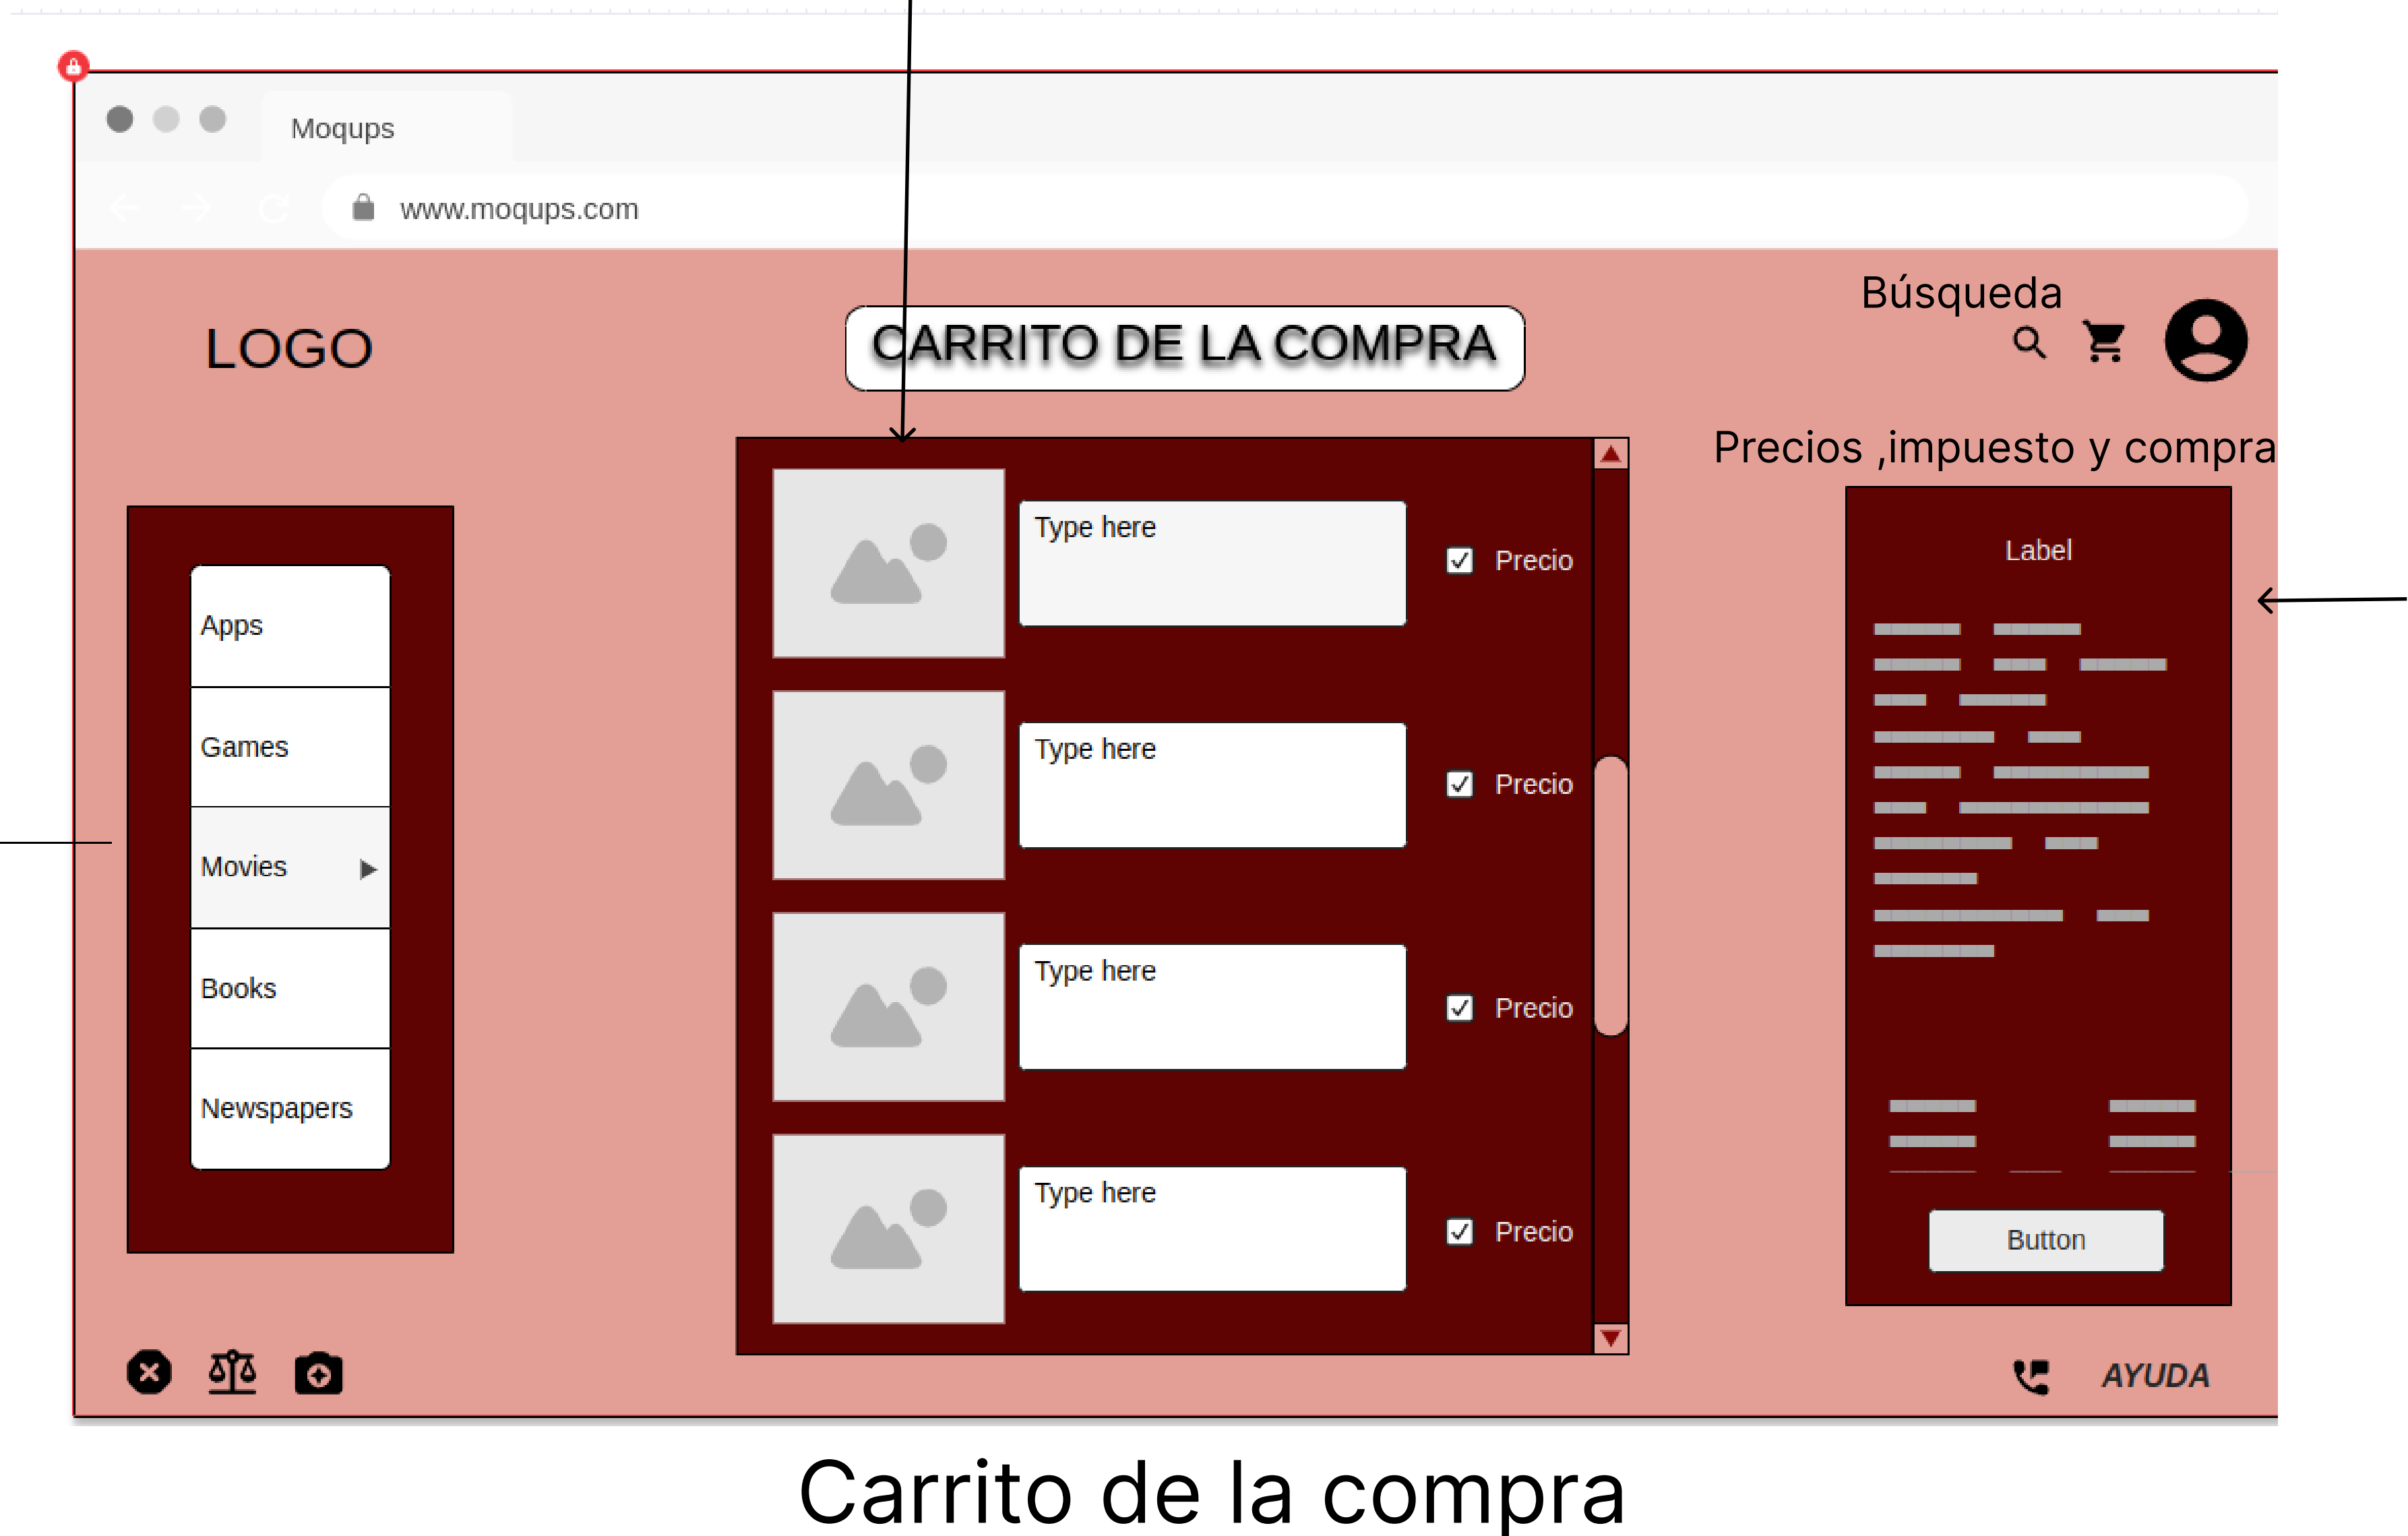 Moqups
www.moqups.com
Búsqueda
LOGO
CARRITO DE LA COMPRA
Precios ,impuesto y compra
Apps
Games
Movies
Books
Newspapers
Type here
Precio
Type here
Precio
Type here
Precio
Type here
Precio
Label
Button
AYUDA
Carrito de la compra